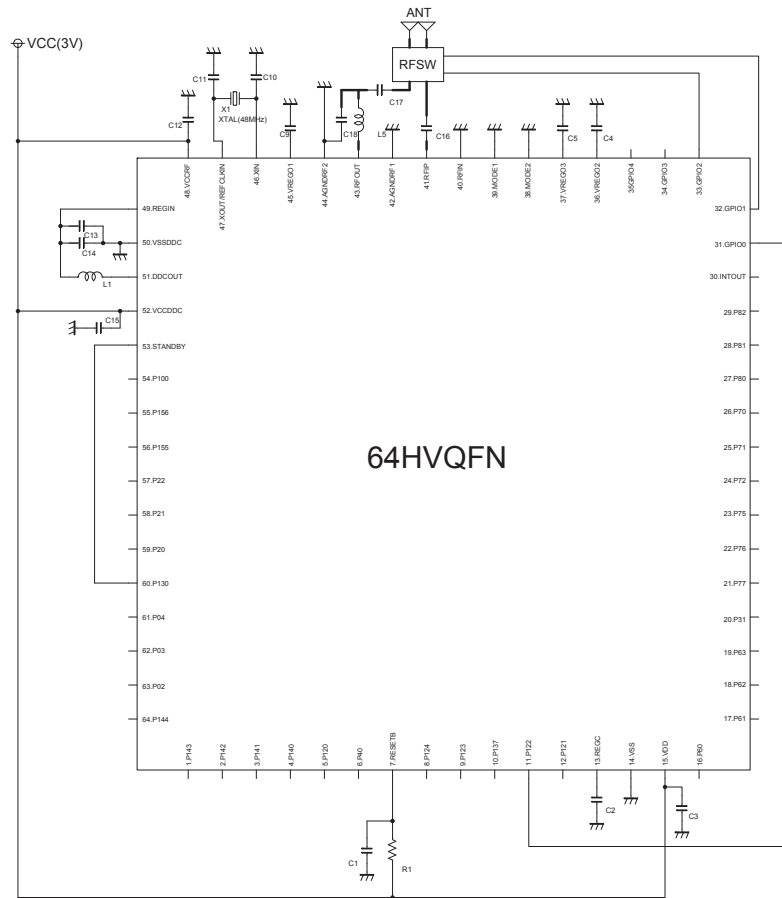 ANT
VCC(3V)
RFSW
C11
C10
X1
XTAL(48MHz)
C17
C12
C9
C18
L5
C16
C5
C4
48.VCCRF
47.XOUT/REFCLKIN
46.XIN
45.VREGO1
44.AGNDRF2
43.RFOUT
42.AGNDRF1
41.RFIP
40.RFIN
39.MODE1
38.MODE2
37.VREGO3
36.VREGO2
35GPIO4
34.GPIO3
33.GPIO2
49.REGIN
50.VSSDDC
51.DDCOUT
52.VCCDDC
53.STANDBY
54.P100
55.P156
56.P155
57.P22
58.P21
59.P20
60.P130
61.P04
62.P03
63.P02
64.P144
C13
C14
L1
C15
64HVQFN
32.GPIO1
31.GPIO0
30.INTOUT
29.P82
28.P81
27.P80
26.P70
25.P71
24.P72
23.P75
22.P76
21.P77
20.P31
19.P63
18.P62
17.P61
1.P143
2.P142
3.P141
4.P140
5.P120
6.P40
7.RESETB
8.P124
9.P123
10.P137
11.P122
12.P121
13.REGC
14.VSS
15.VDD
16.P60
C2
C3
C1
R1